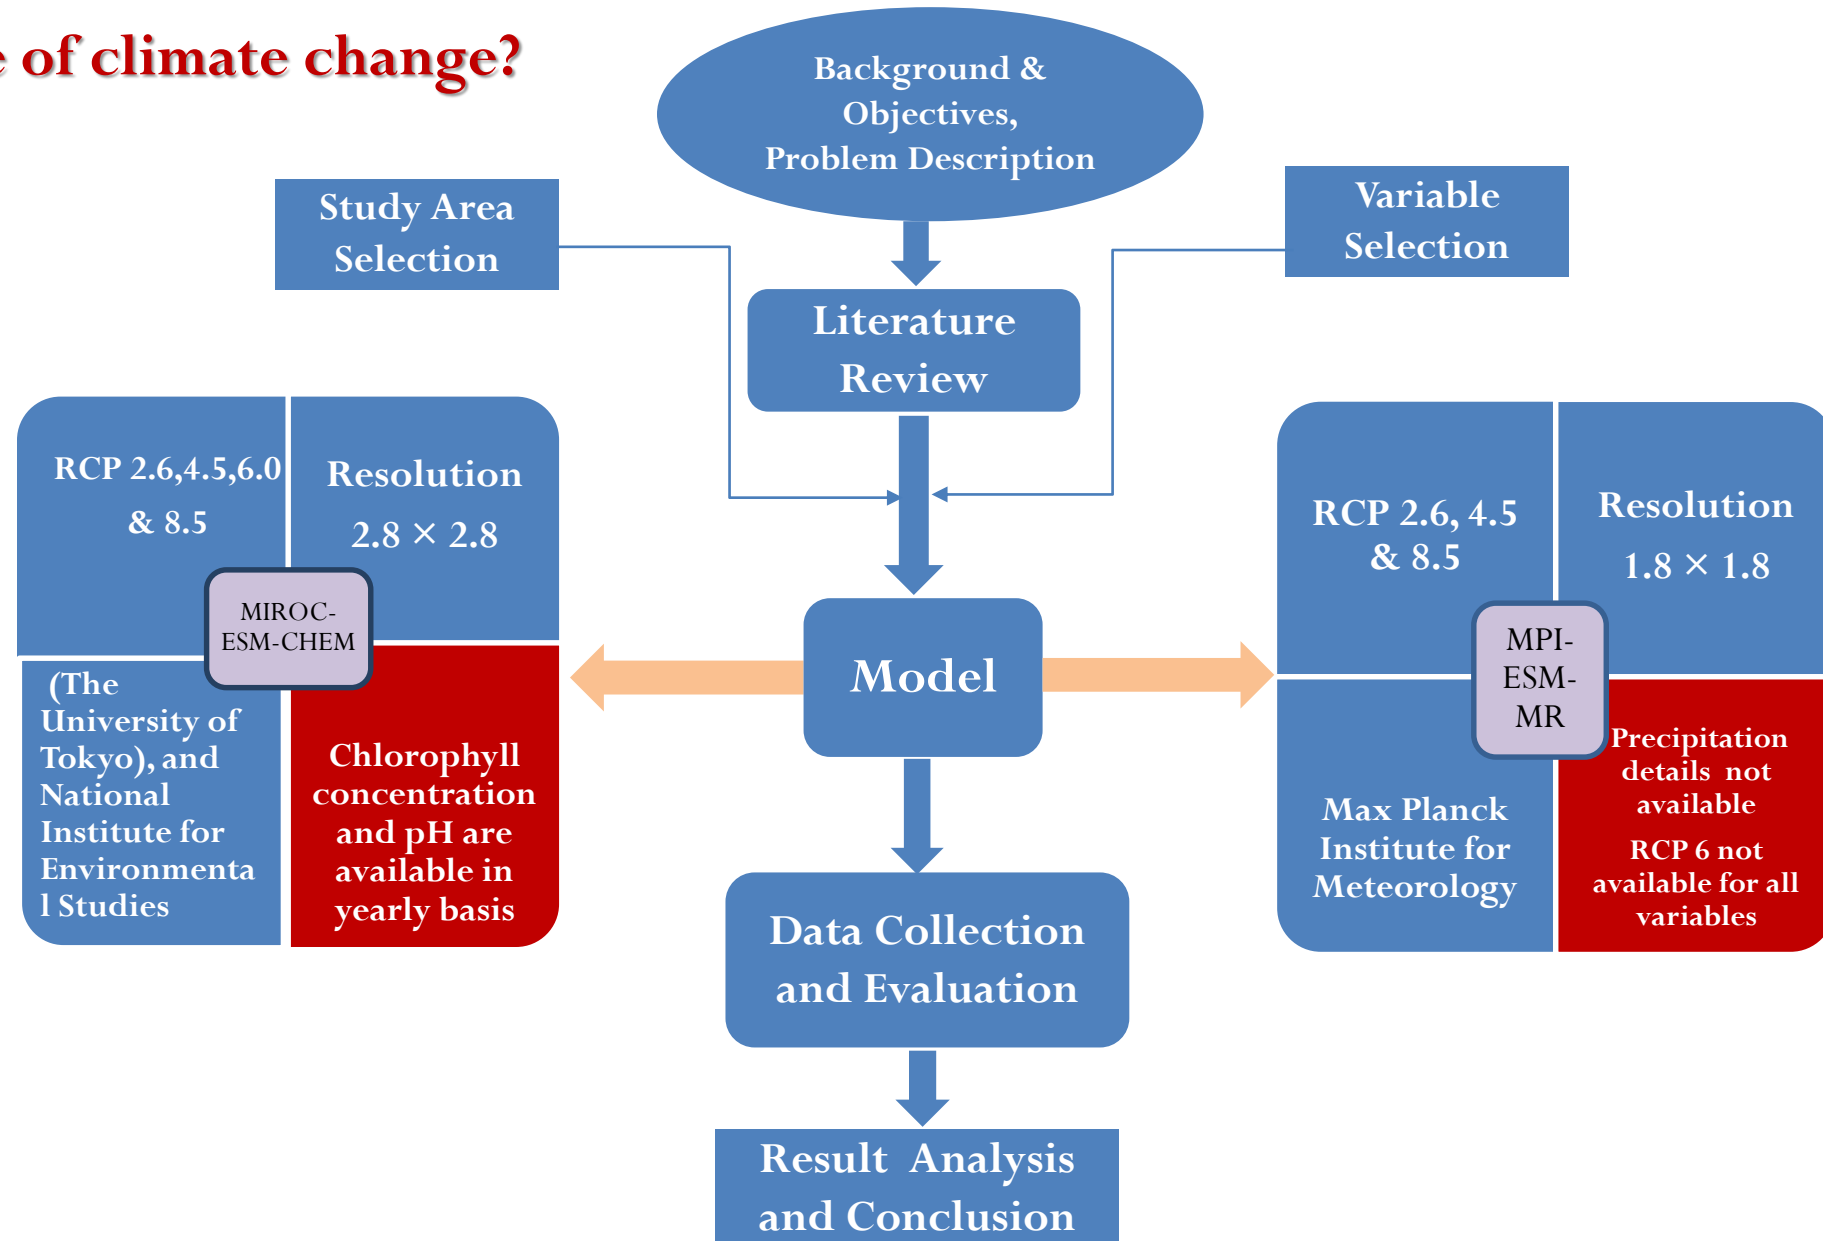 e of climate change?
Background &
Objectives,
Problem Description
Study Area
Selection
Variable
Selection
Literature
Review
RCP 2.6,4.5,6.0
& 8.5
Resolution
2.8 × 2.8
MIROC-
ESM-CHEM
(The
University of
Tokyo), and
National
Institute for
Environmenta
l Studies
Chlorophyll
concentration
and pH are
available in
yearly basis
Model
RCP 2.6, 4.5
& 8.5
Resolution
1.8 × 1.8
MPI-
ESM-
MR
Max Planck
Institute for
Meteorology
Precipitation
details not
available
RCP 6 not
available for all
variables
Data Collection
and Evaluation
Result Analysis
and Conclusion